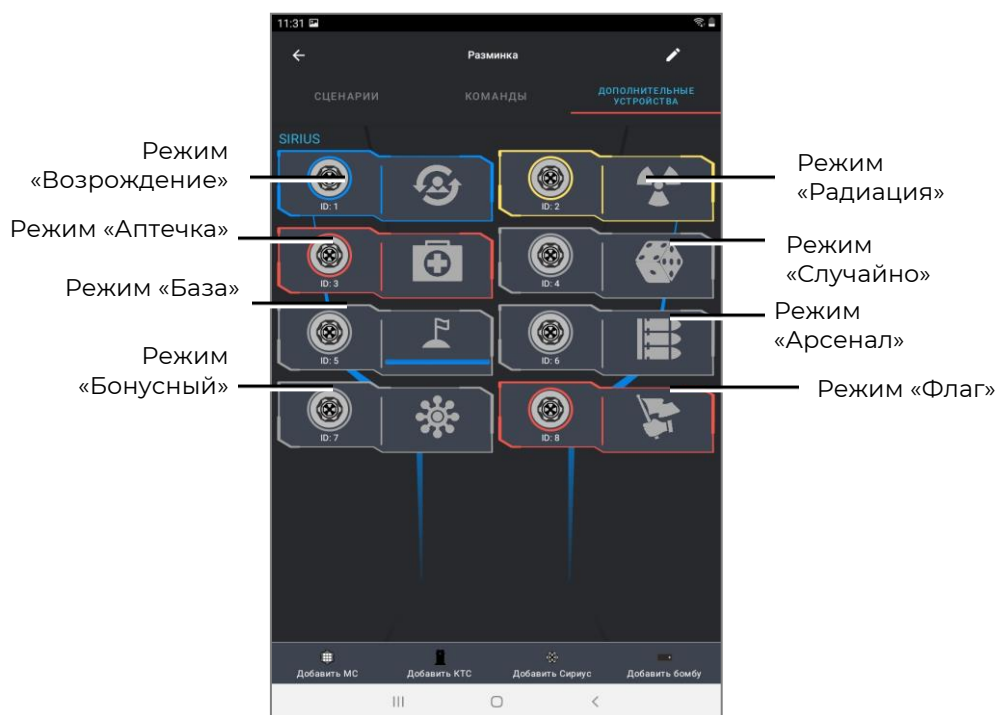 11:31
Разминка
СЦЕНАРИИ
КОМАНДЫ
ДОПОЛНИТЕЛЬНЫЕ
УСТРОЙСТВА
SIRIUS
Режим
«Возрождение»
ID: 1
ID: 2
Режим
«Радиация»
Режим «Аптечка»
ID: 3
ID: 4
Режим
«Случайно»
Режим «База»
ID: 5
ID: 6
Режим
«Арсенал»
Режим
«Бонусный»
ID: 7
ID: 8
Режим «Флаг»
Добавить МС
Добавить КТС
Добавить Сириус
Добавить бомбу